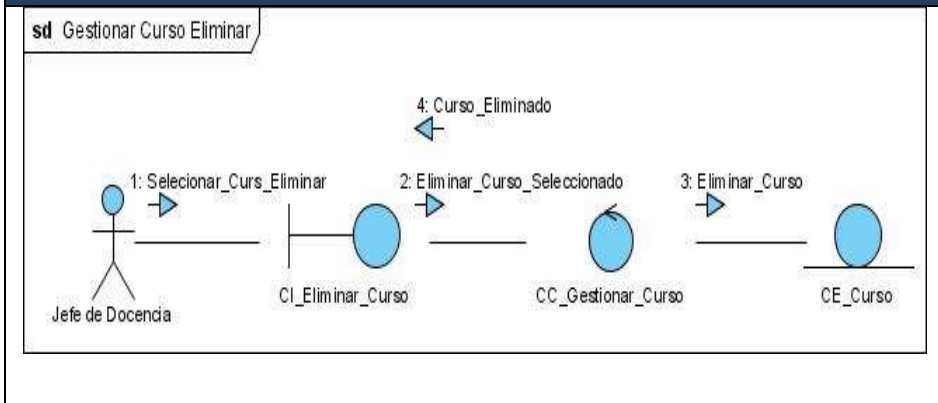 sd Gestionar Curso Eliminar
4: Curso_Eliminado
1: Selecionar_Curs_Eliminar
2: Eliminar_Curso_Seleccionado
3: Eliminar_Curso
Jefe de Docencia
CI_Eliminar_Curso
CC_Gestionar_Curso
CE_Curso